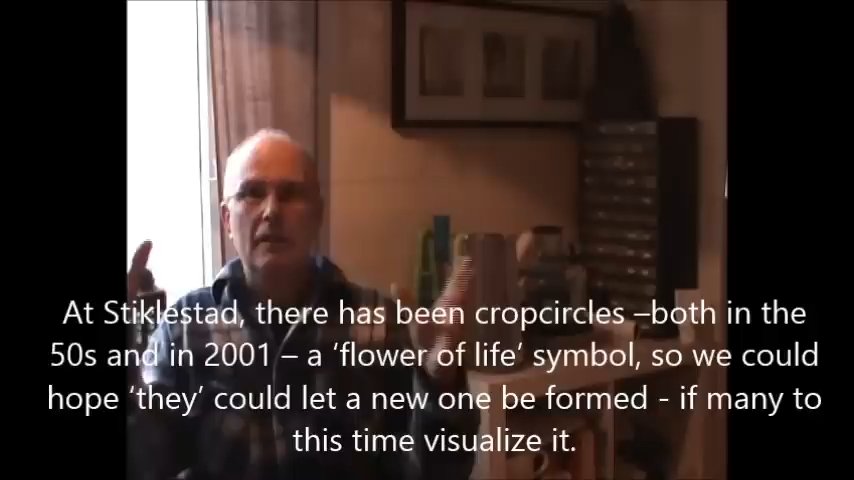 At Stiklestad, there has been cropcircles –both in the
50s and in 2001 – a ‘flower of life’ symbol, so we could
hope ‘they’ could let a new one be formed - if many to
this time visualize it.